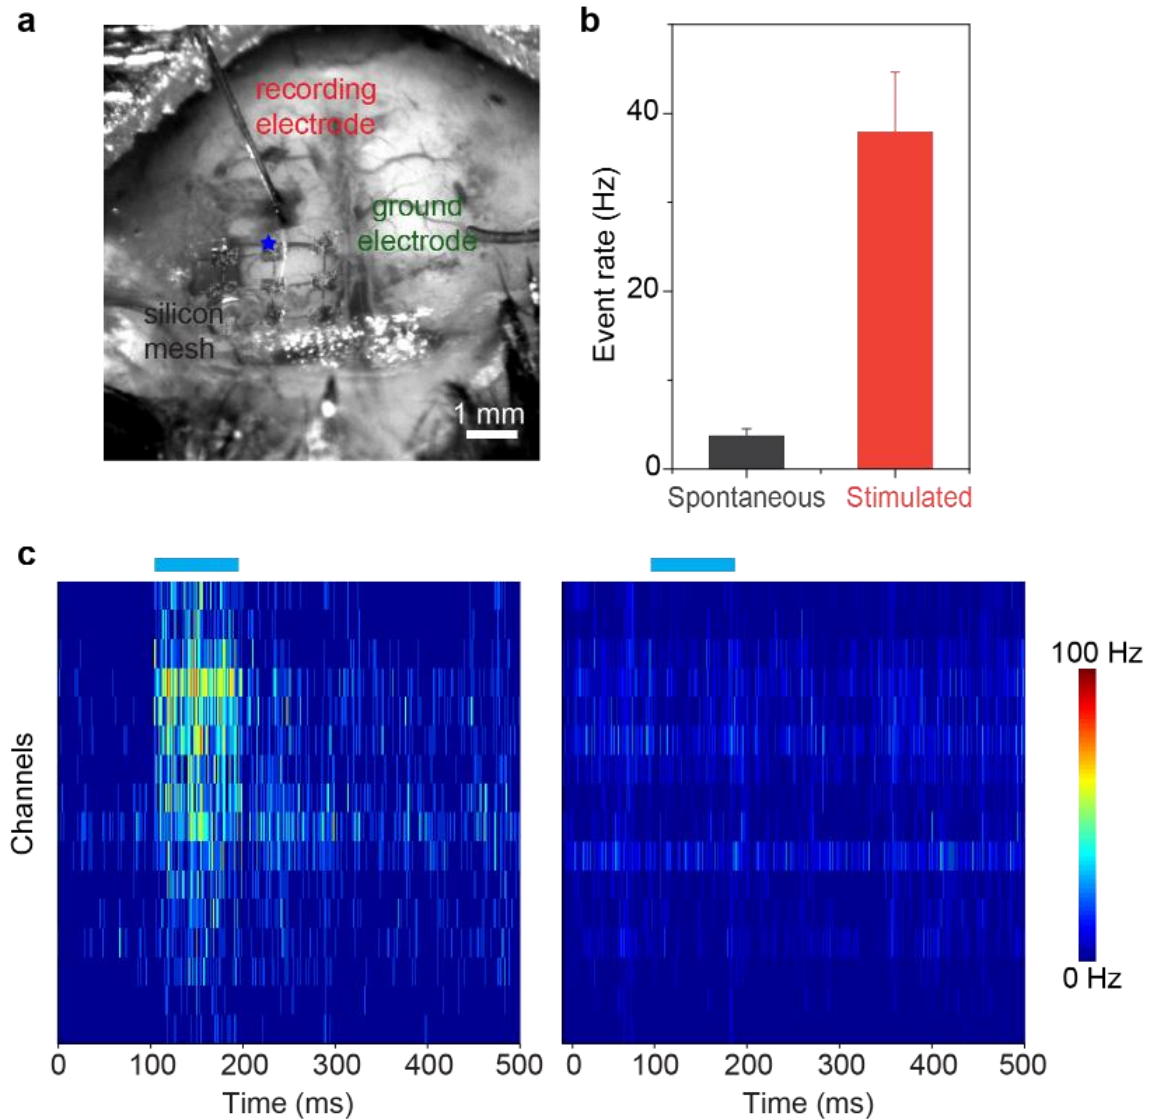 a
recording
electrode
ground
electrode
silicon
mesh
1 mm
b
Event rate (Hz)
40
20
0
Spontaneous
Stimulated
c
Channels
0
100
200
300
400
500
Time (ms)
0
100
200
300
400
500
Time (ms)
100 Hz
0 Hz